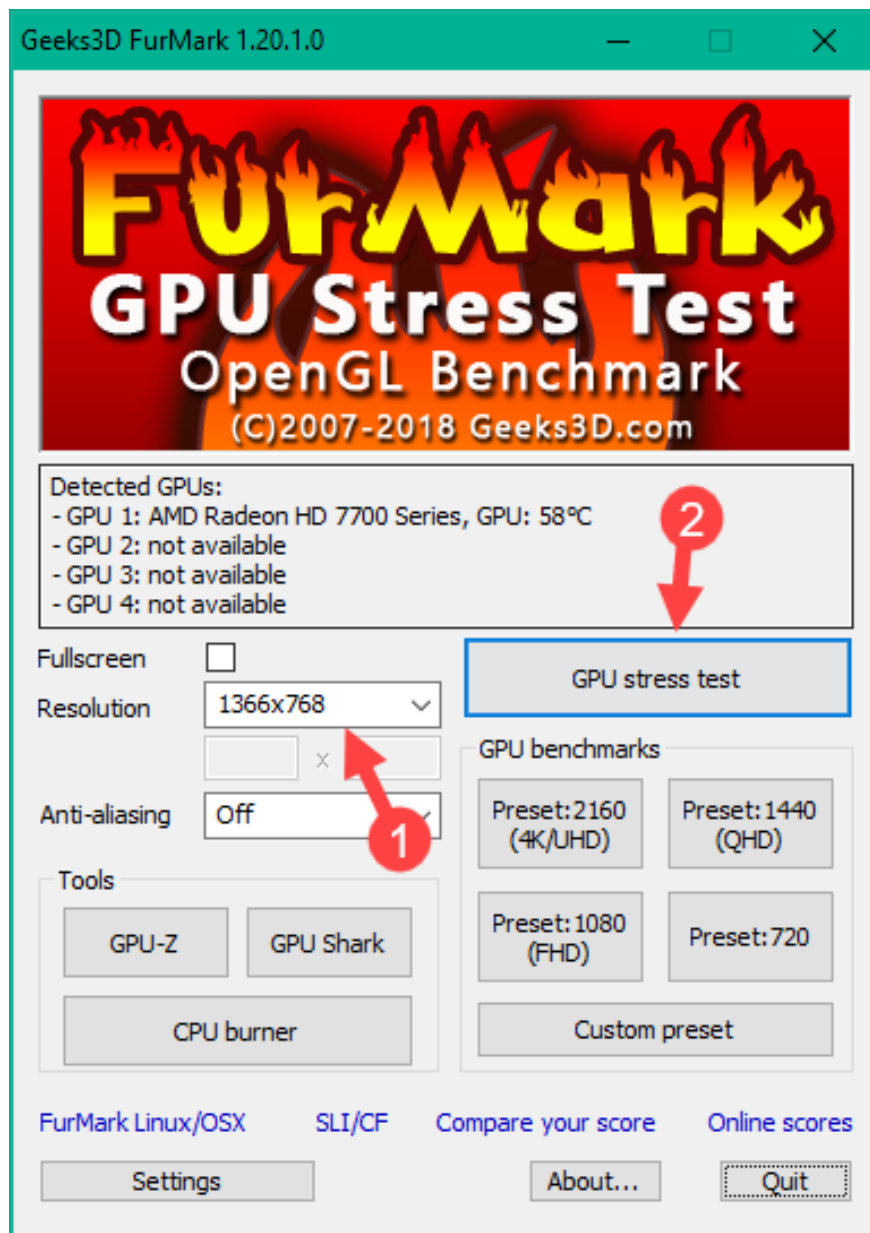 Geeks3D FurMark 1.20.1.0
FurMark
GPU Stress Test
OpenGL Benchmark
(C)2007-2018 Geeks3D.com
Detected GPUs:
- GPU 1: AMD Radeon HD 7700 Series, GPU: 58°C
- GPU 2: not available
- GPU 3: not available
- GPU 4: not available
2
Fullscreen
GPU stress test
Resolution
1366x768
x
1
Anti-aliasing
Off
GPU benchmarks
Preset:2160
(4K/UHD)
Preset:1440
(QHD)
Preset:1080
(FHD)
Preset:720
Custom preset
Tools
GPU-Z
GPU Shark
CPU burner
FurMark Linux/OSX
SLI/CF
Compare your score
Online scores
Settings
About...
Quit